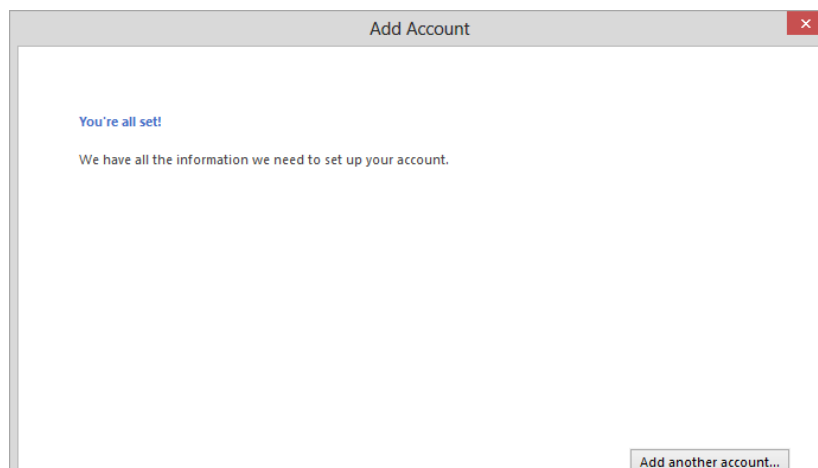 Add Account
You're all set!
We have all the information we need to set up your account.
Add another account...